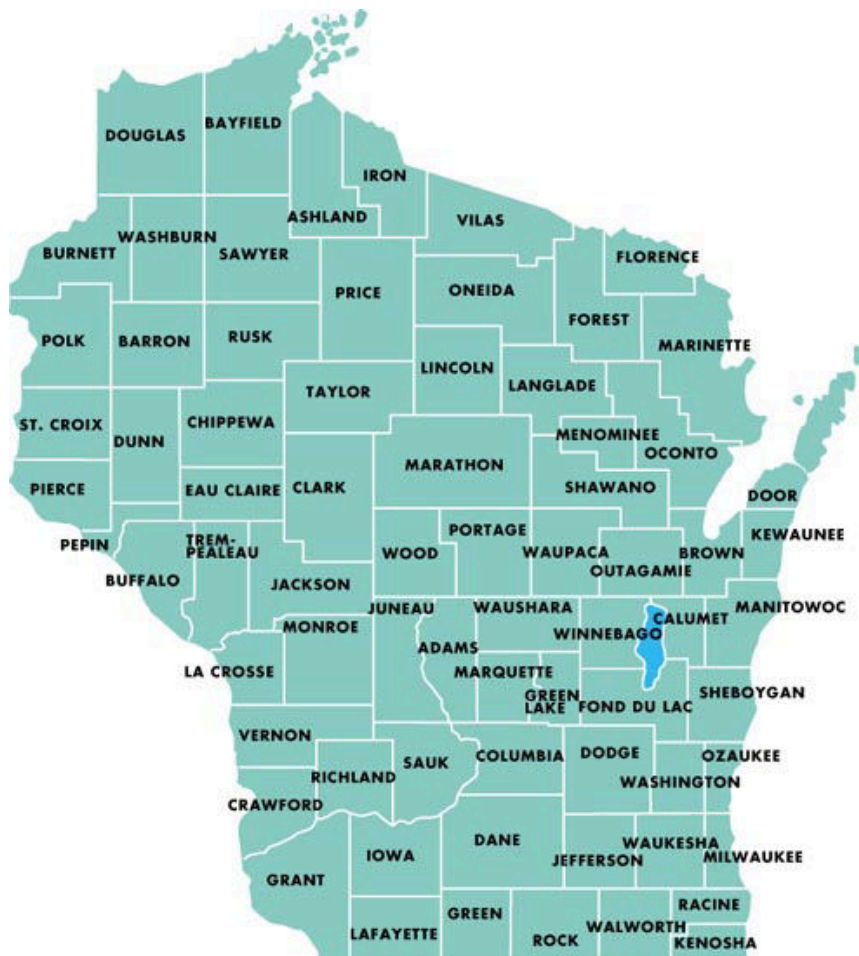 BAYFIELD
DOUGLAS
IRON
ASHLAND
VILAS
WASHBURN
BURNETT
SAWYER
FLORENCE
PRICE
ONEIDA
FOREST
POLK
BARRON
RUSK
MARINETTE
LINCOLN
LANGLADE
TAYLOR
ST. CROIX
CHIPPEWA
DUNN
MENOMINEE
OCONTO
MARATHON
PIERCE
EAU CLAIRE
CLARK
SHAWANO
DOOR
PORTAGE
KEWAUNEE
PEPIN
TREM-
PEALEAU
WOOD
WAUPACA
BROWN
OUTAGAMIE
BUFFALO
JACKSON
JUNEAU
WAUSHARA
MANITOWOC
CALUMET
MONROE
WINNEBAGO
ADAMS
LA CROSSE
MARQUETTE
SHEBOYGAN
GREEN
LAKE
FOND DU LAC
VERNON
COLUMBIA
DODGE
OZAUKEE
SAUK
RICHLAND
WASHINGTON
CRAWFORD
WAUKESHA
DANE
IOWA
JEFFERSON
MILWAUKEE
GRANT
RACINE
GREEN
WALWORTH
LAFAYETTE
ROCK
KENOSHA